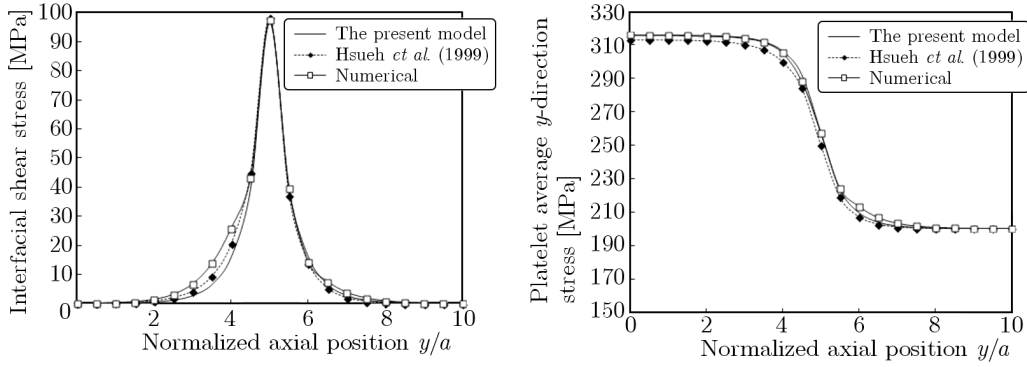 Interfacial shear stress [MPa]
100
90
80
70
60
50
40
30
20
10
0
0 2 4 6 8 10
Normalized axial position y/a
The present model
Hsueh et al. (1999)
Numerical
Platelet average y-direction
stress [MPa]
330
310
290
270
250
230
210
190
170
150
0 2 4 6 8 10
Normalized axial position y/a
The present model
Hsueh et al. (1999)
Numerical